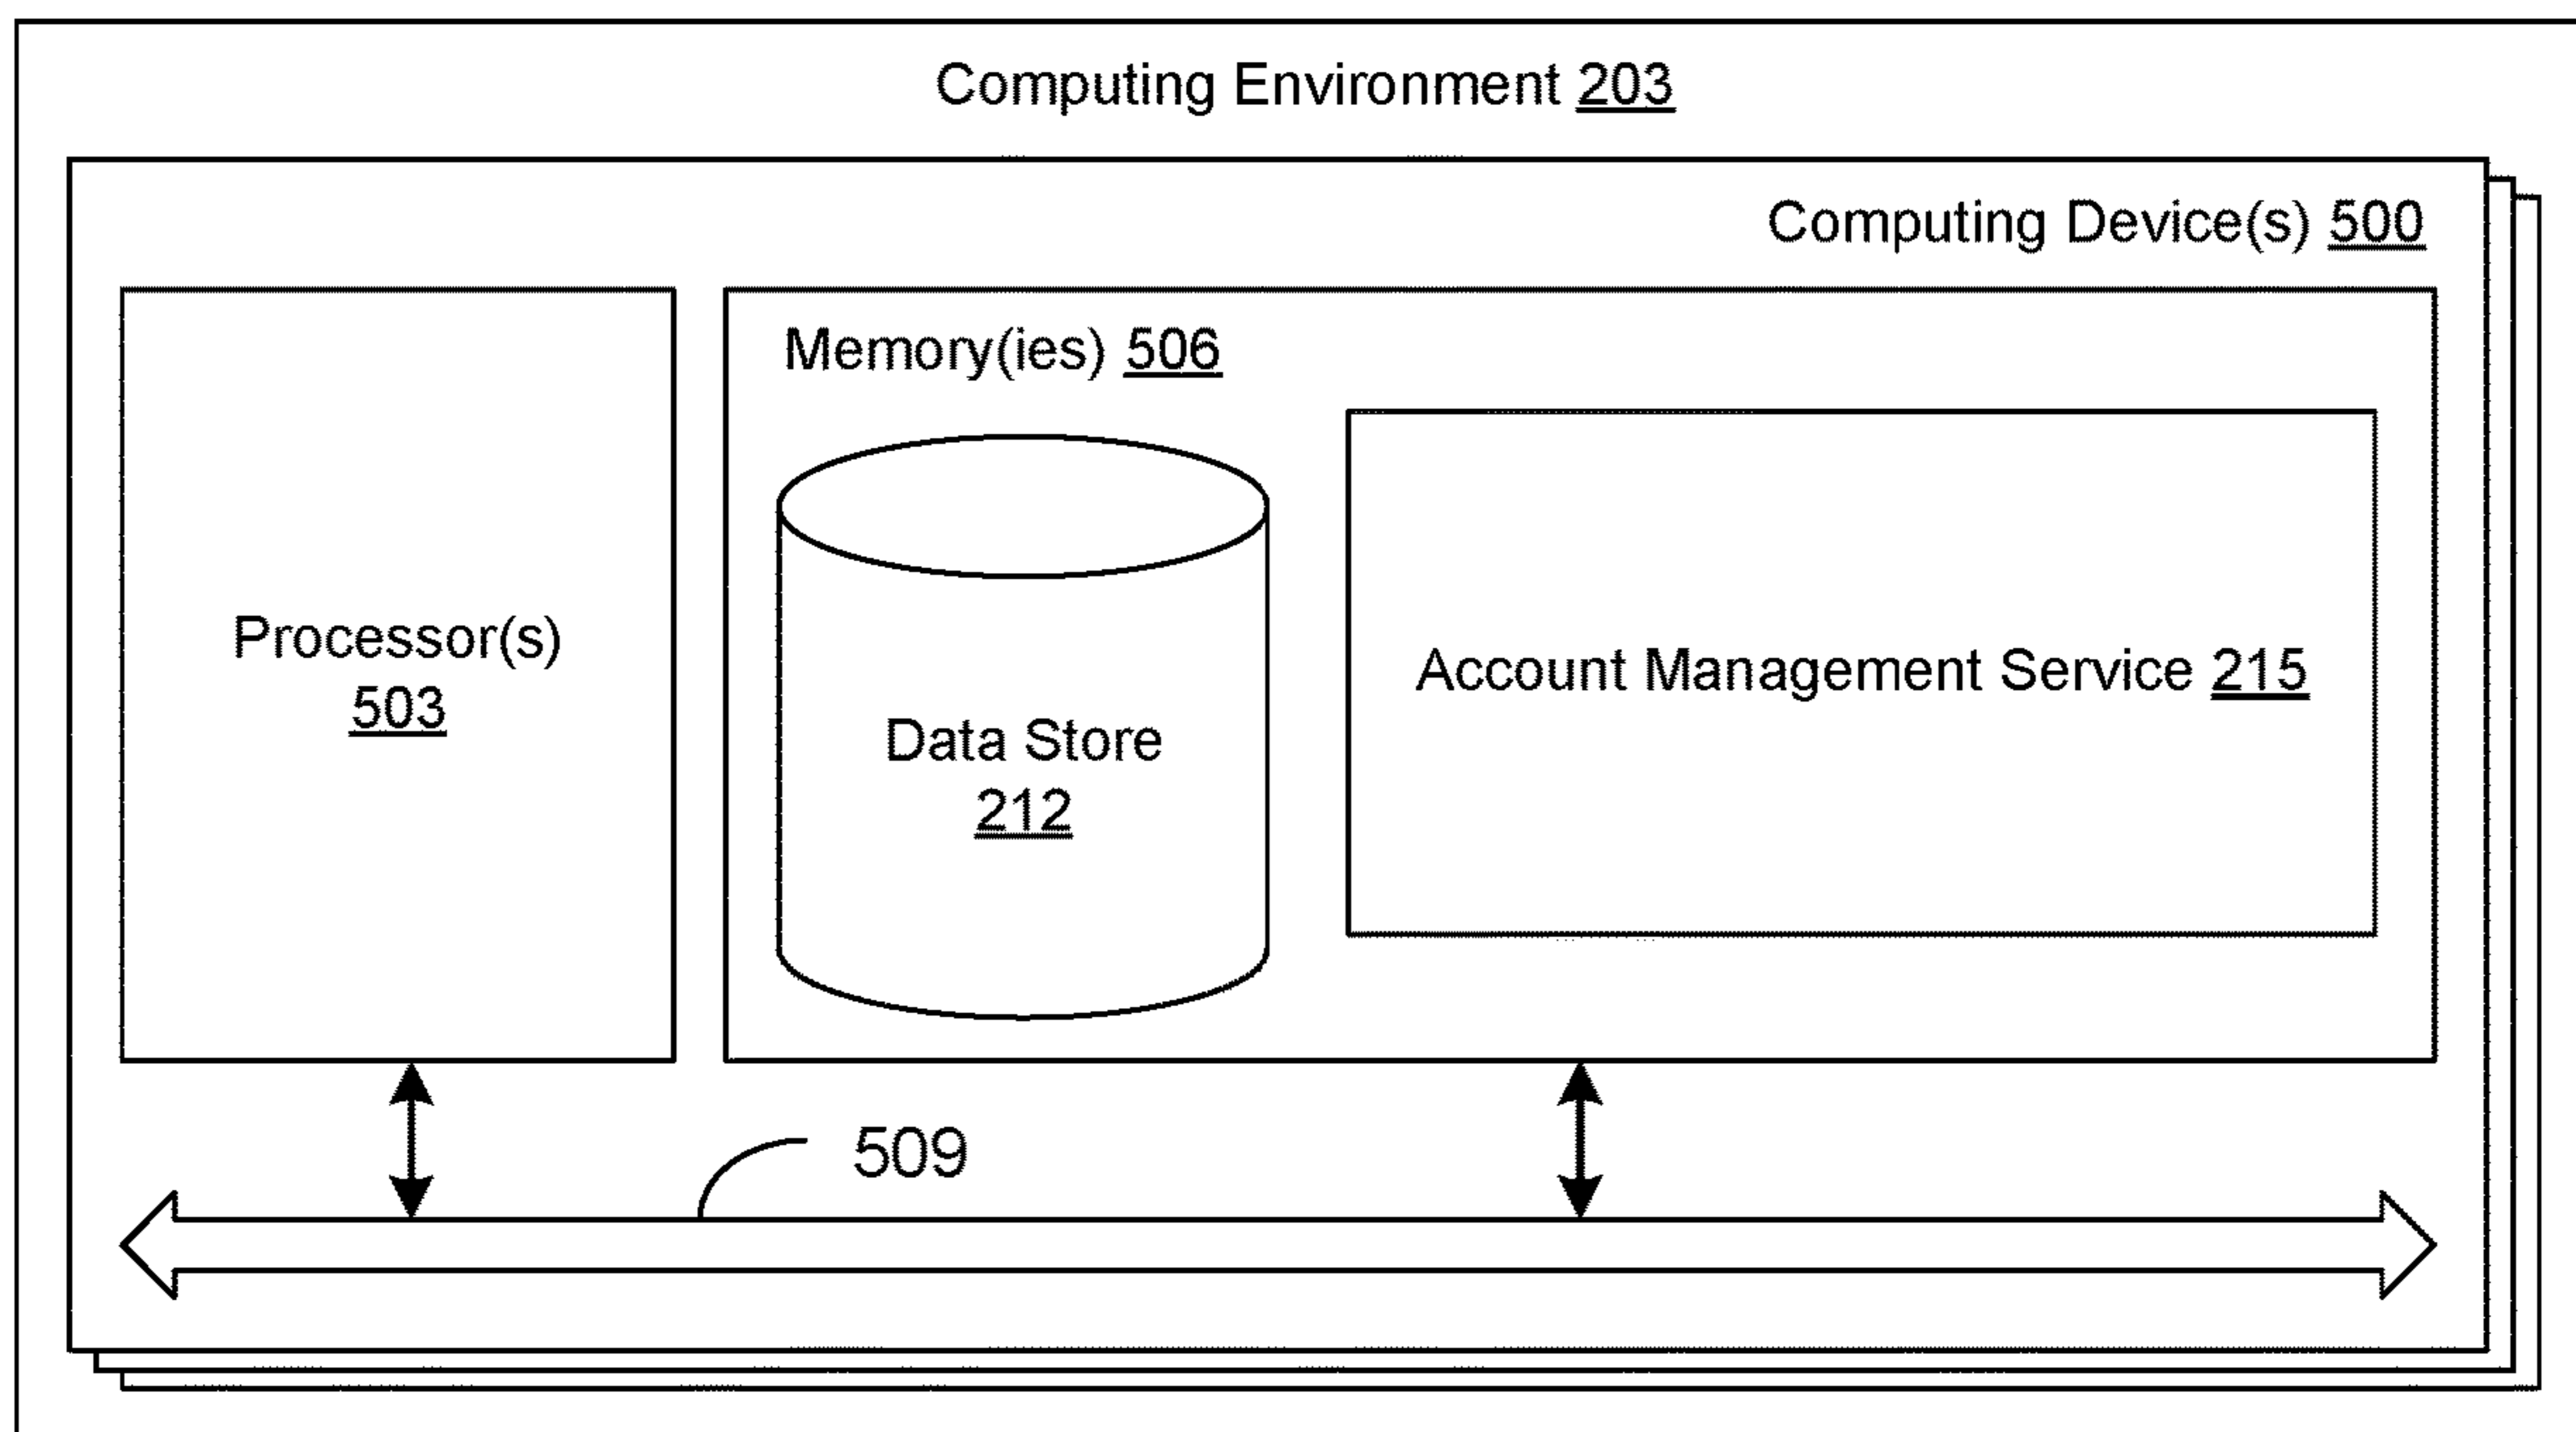 Computing Environment 203
Computing Device(s) 500
Memory(ies) 506
Processor(s)
503
Data Store
212
Account Management Service 215
509